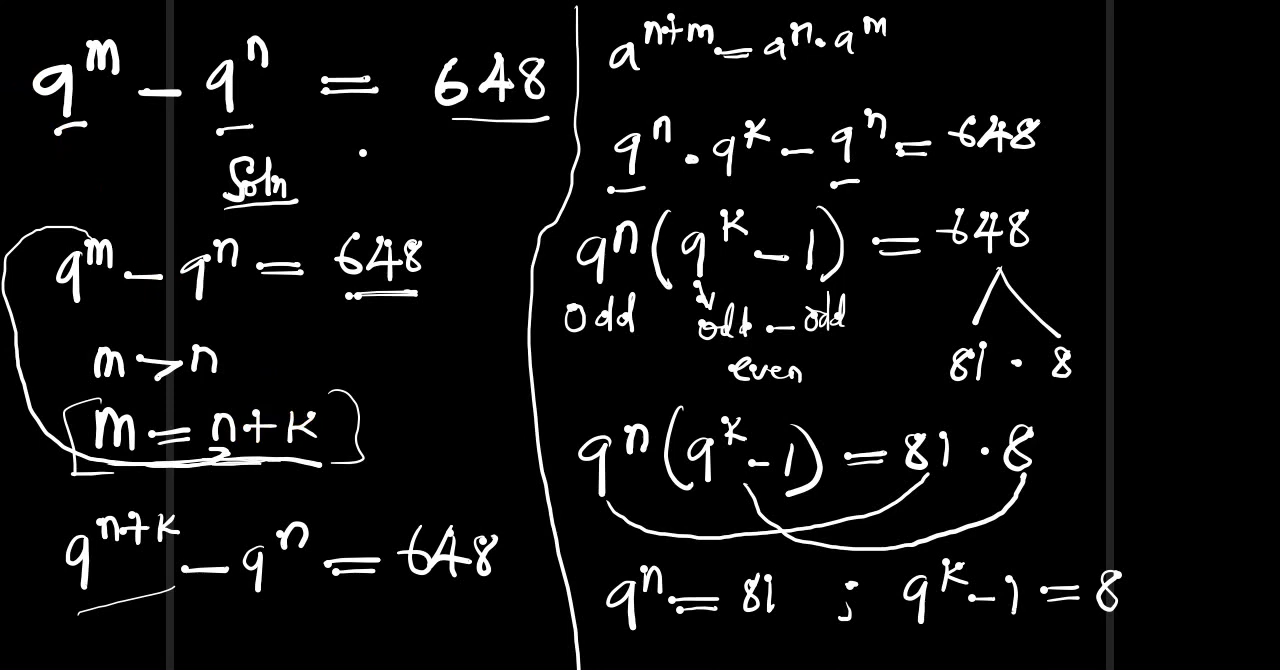 9^m - 9^n = 648
Soln
9^m - 9^n = 648
m > n
m = n + k
9^{n+k} - 9^n = 648
a^{n+m} = a^n · a^m
9^n · 9^k - 9^n = 648
9^n (9^k - 1) = 648
odd odd - odd
even
81 · 8
9^n (9^k - 1) = 81 · 8
9^n = 81 ; 9^k - 1 = 8